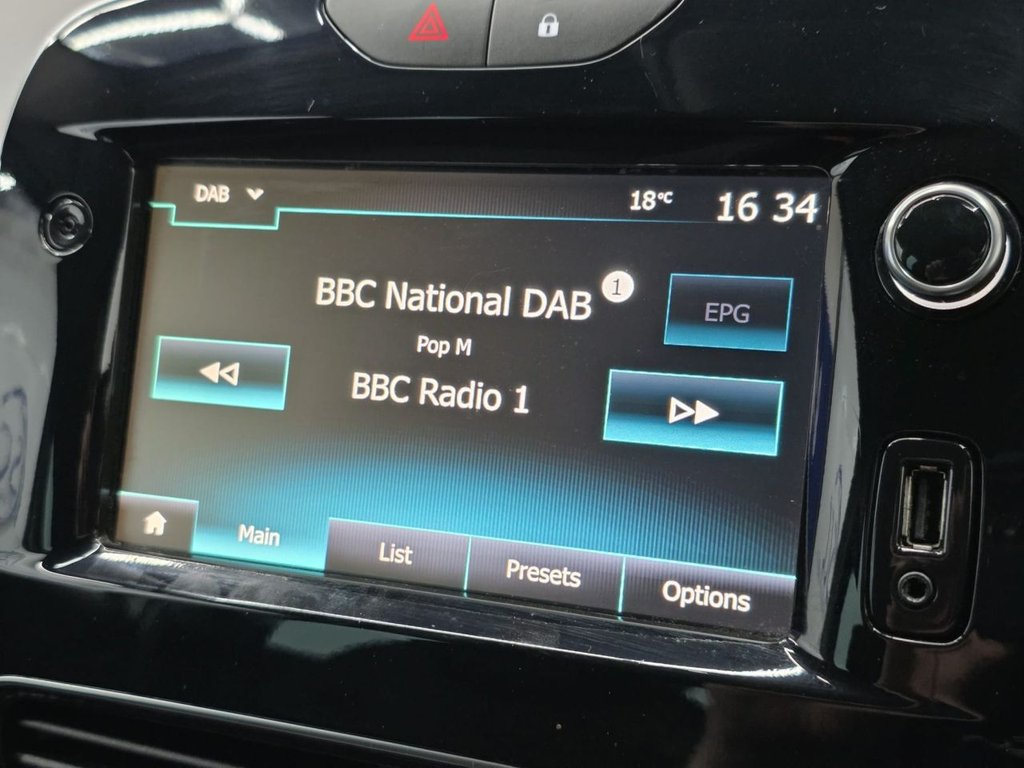 DAB
18°C
16 34
BBC National DAB 1
EPG
Pop M
BBC Radio 1
Main
List
Presets
Options